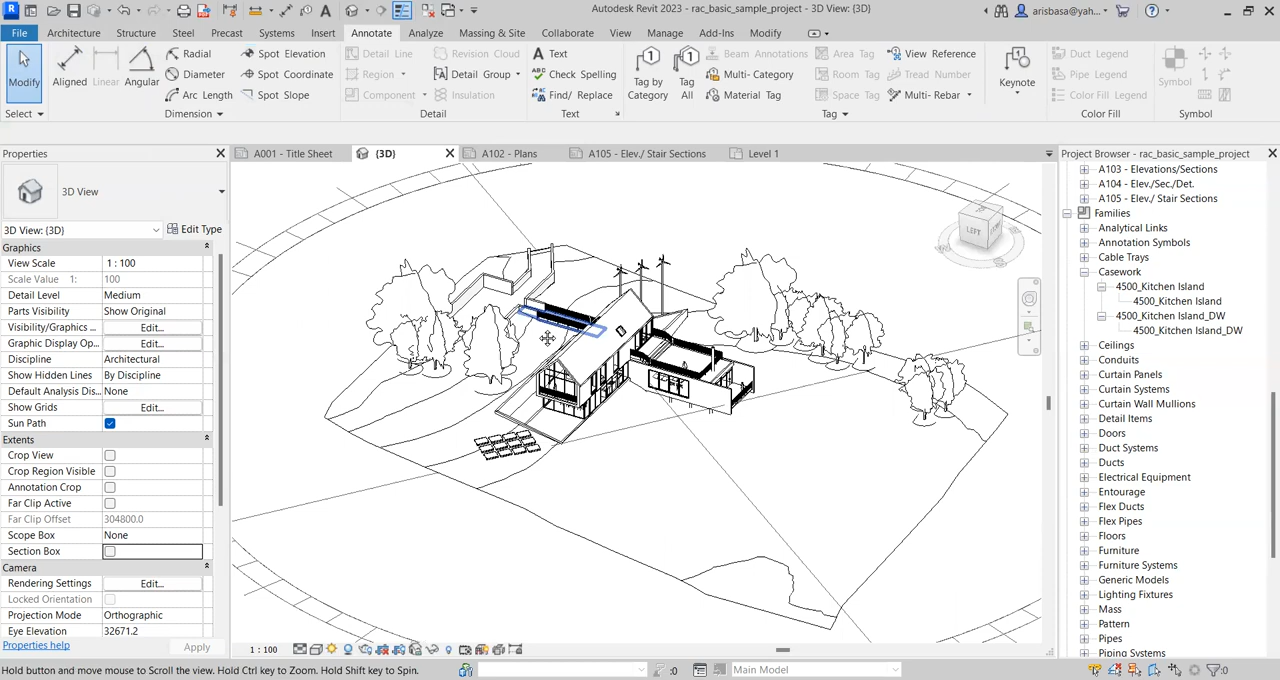 Autodesk Revit 2023 - rac_basic_sample_project - 3D View: {3D}
arisbasa@yah...
File Architecture Structure Steel Precast Systems Insert Annotate Analyze Massing & Site Collaborate View Manage Add-Ins Modify
Modify
Select
Aligned
Linear
Angular
Radial
Diameter
Arc Length
Spot Elevation
Spot Coordinate
Spot Slope
Dimension
Detail Line
Region
Component
Revision Cloud
Detail Group
Insulation
Detail
Text
Check Spelling
Find/ Replace
Text
Tag by
Category
Tag
All
Beam Annotations
Multi- Category
Material Tag
Area Tag
Room Tag
Space Tag
View Reference
Tread Number
Multi- Rebar
Tag
Keynote
Duct Legend
Pipe Legend
Color Fill Legend
Color Fill
Symbol
Symbol
Properties
3D View
3D View: {3D}
Edit Type
Graphics
View Scale 1 : 100
Scale Value 1: 100
Detail Level Medium
Parts Visibility Show Original
Visibility/Graphics ... Edit...
Graphic Display Op... Edit...
Discipline Architectural
Show Hidden Lines By Discipline
Default Analysis Dis... None
Show Grids Edit...
Sun Path
Extents
Crop View
Crop Region Visible
Annotation Crop
Far Clip Active
Far Clip Offset 304800.0
Scope Box None
Section Box
Camera
Rendering Settings Edit...
Locked Orientation
Projection Mode Orthographic
Eye Elevation 32671.2
Properties help
Apply
A001 - Title Sheet
{3D}
A102 - Plans
A105 - Elev./ Stair Sections
Level 1
LEFT
1 : 100
Project Browser - rac_basic_sample_project
A103 - Elevations/Sections
A104 - Elev./Sec./Det.
A105 - Elev./ Stair Sections
Families
Analytical Links
Annotation Symbols
Cable Trays
Casework
4500_Kitchen Island
4500_Kitchen Island
4500_Kitchen Island_DW
4500_Kitchen Island_DW
Ceilings
Conduits
Curtain Panels
Curtain Systems
Curtain Wall Mullions
Detail Items
Doors
Duct Systems
Ducts
Electrical Equipment
Entourage
Flex Ducts
Flex Pipes
Floors
Furniture
Furniture Systems
Generic Models
Lighting Fixtures
Mass
Pattern
Pipes
Piping Systems
Hold button and move mouse to Scroll the view. Hold Ctrl key to Zoom. Hold Shift key to Spin.
:0
Main Model
:0